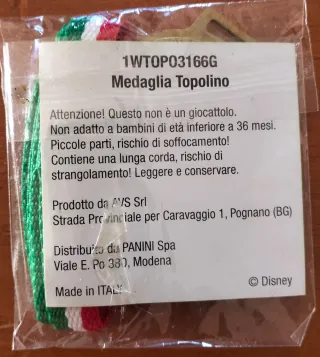 1WTOPO3166G
Medaglia Topolino
Attenzione! Questo non è un giocattolo.
Non adatto a bambini di età inferiore a 36 mesi.
Piccole parti, rischio di soffocamento!
Contiene una lunga corda, rischio di
strangolamento! Leggere e conservare.
Prodotto da AVS Srl
Strada Provinciale per Caravaggio 1, Pognano (BG)
Distribuito da PANINI Spa
Viale E. Po 380, Modena
Made in ITALY
© Disney